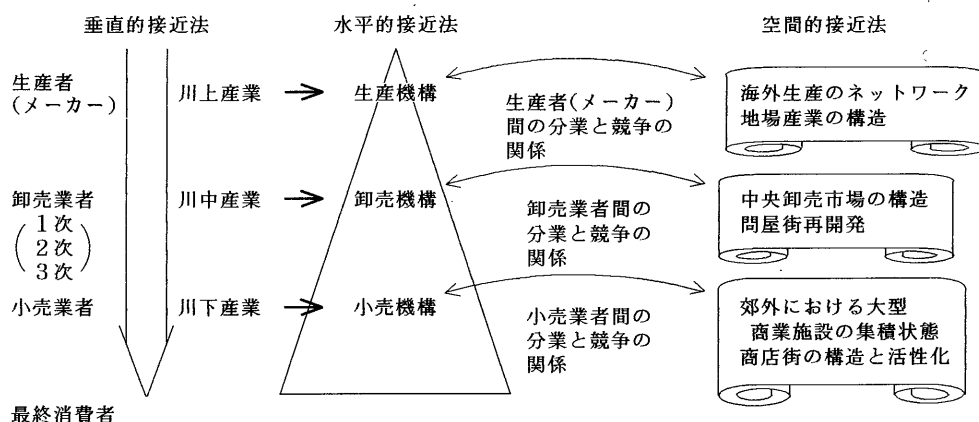 垂直的接近法
水平的接近法
空間的接近法
生産者
(メーカー)
川上産業
生産機構
生産者(メーカー)
間の分業と競争の
関係
海外生産のネットワーク
地場産業の構造
卸売業者
1次
2次
3次
川中産業
卸売機構
卸売業者間の
分業と競争の
関係
中央卸売市場の構造
問屋街再開発
小売業者
川下産業
小売機構
小売業者間の
分業と競争の
関係
郊外における大型
商業施設の集積状態
商店街の構造と活性化
最終消費者